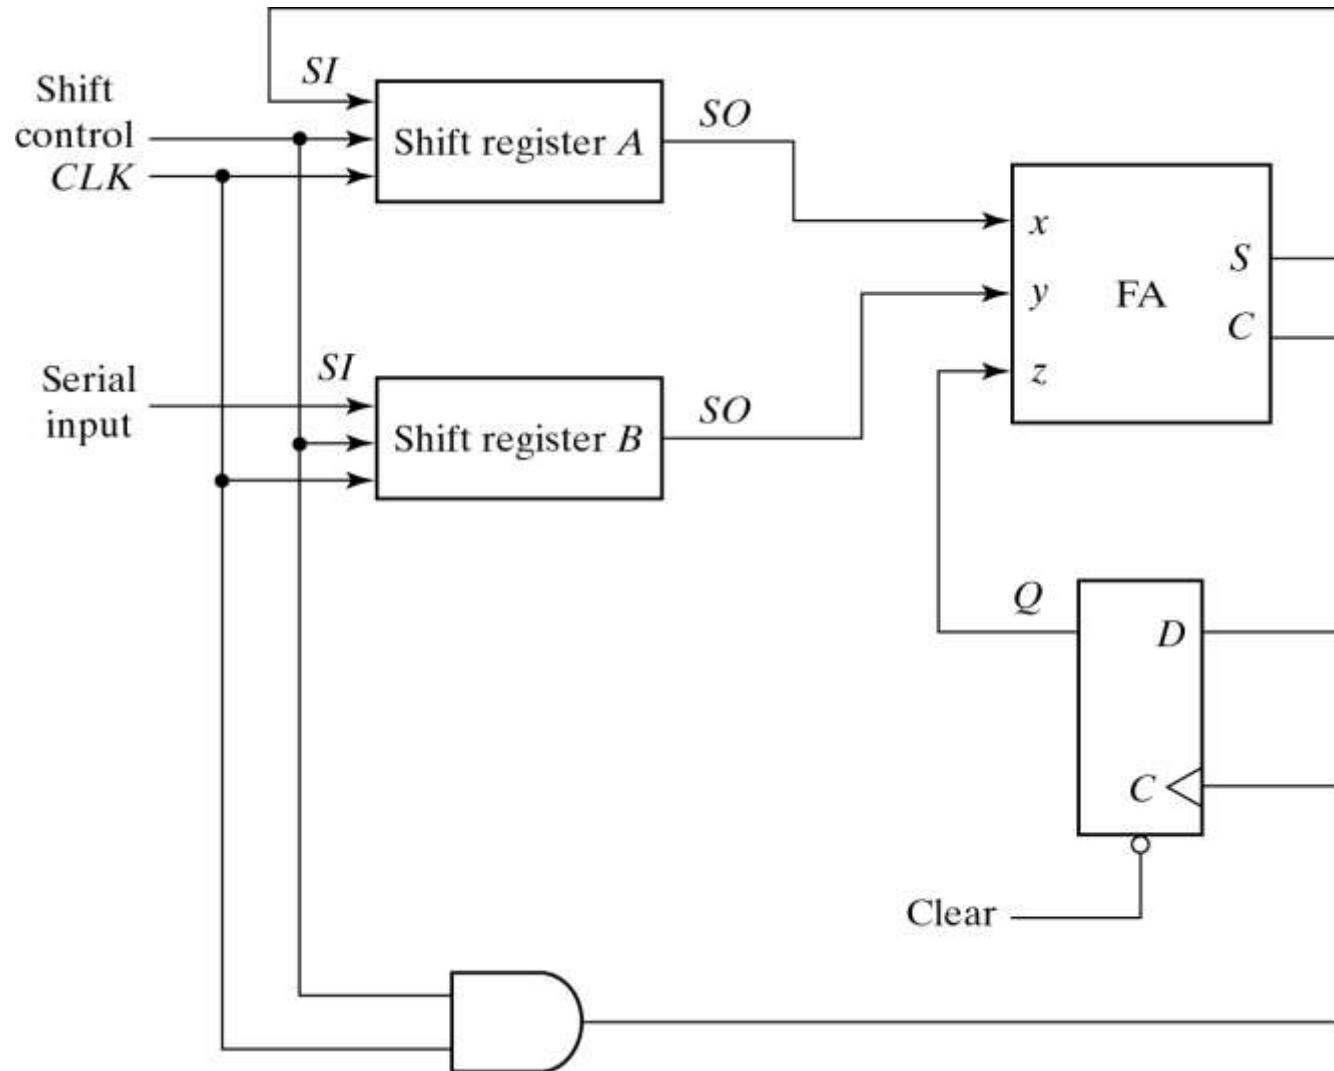 SI
Shift
control
CLK
Shift register A
SO
x
y
z
FA
S
C
Serial
input
SI
Shift register B
SO
Q
D
C
Clear